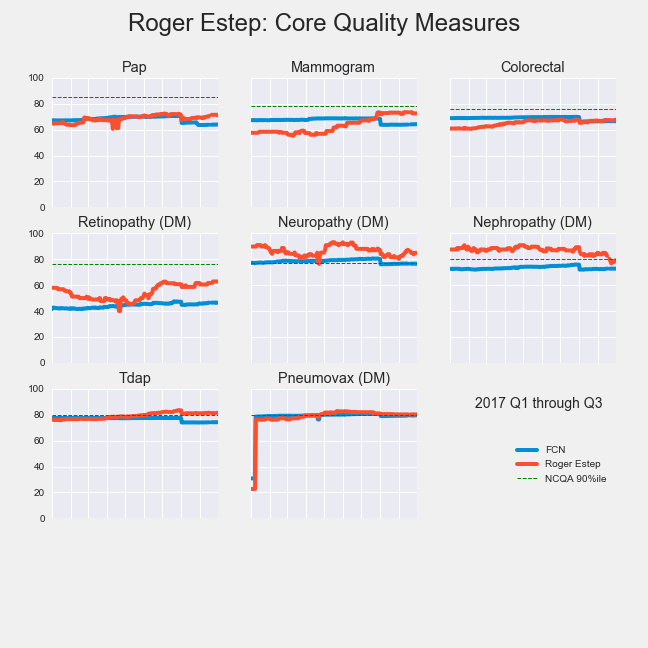 Roger Estep: Core Quality Measures
Pap
Mammogram
Colorectal
100
80
60
40
20
0
Retinopathy (DM)
Neuropathy (DM)
Nephropathy (DM)
100
80
60
40
20
0
Tdap
Pneumovax (DM)
100
80
60
40
20
0
2017 Q1 through Q3
FCN
Roger Estep
NCQA 90%ile